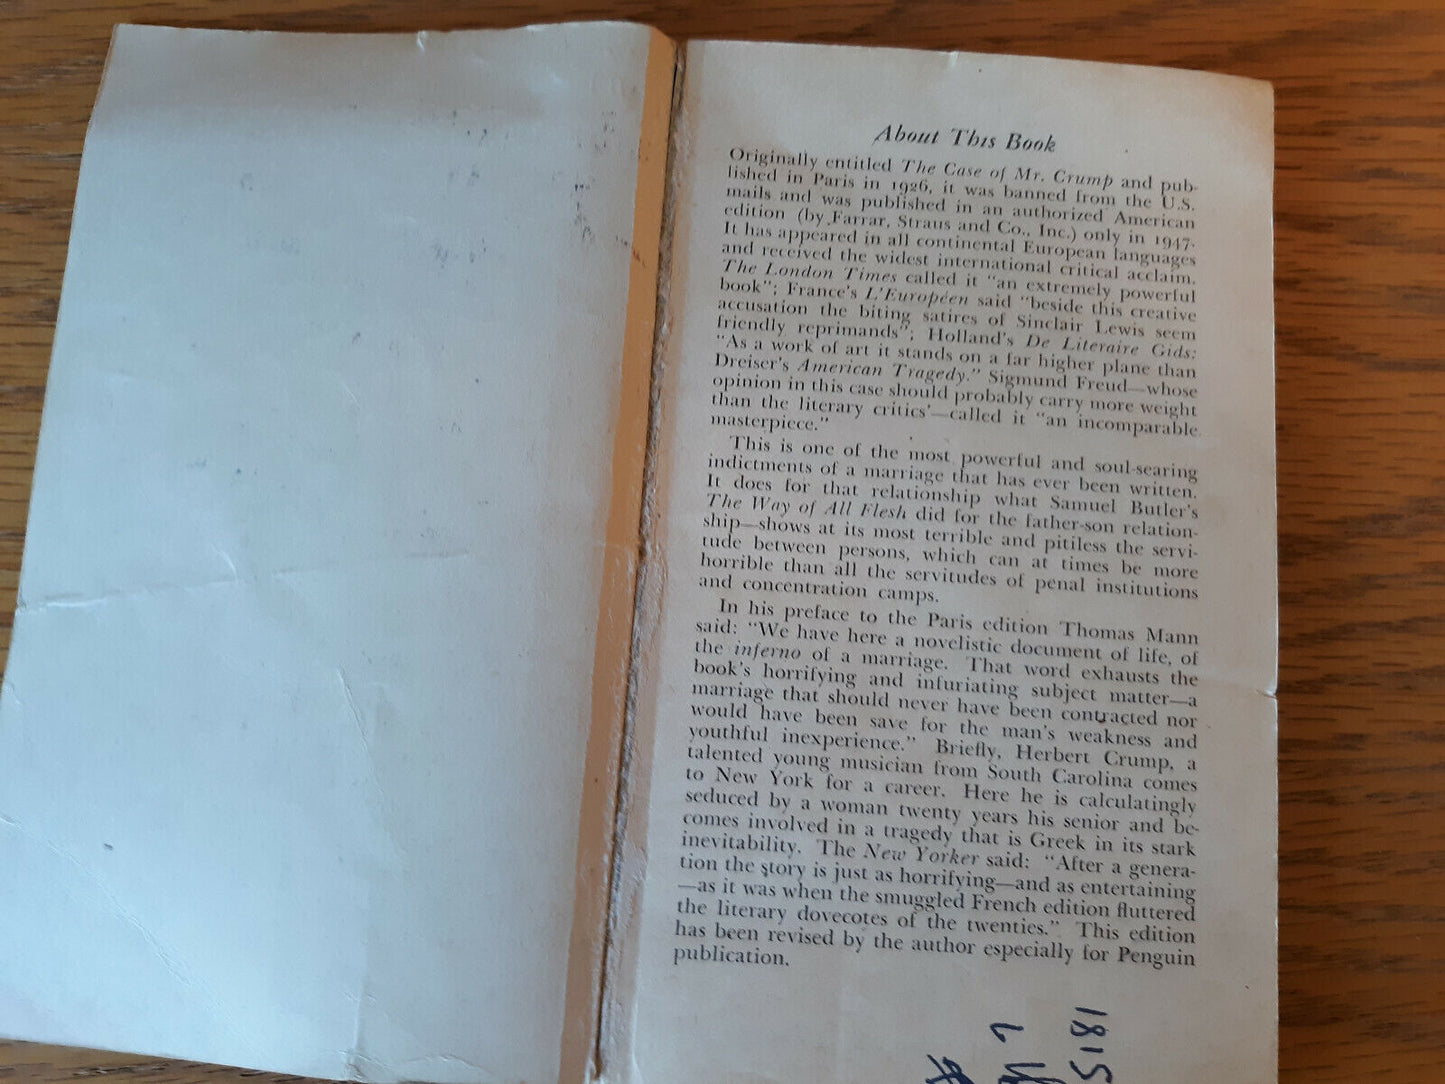 About This Book
Originally entitled The Case of Mr. Crump and pub-
lished in Paris in 1926, it was banned from the U.S.
mails and was published in an authorized American
edition (by Farrar, Straus and Co., Inc.) only in 1947.
It has appeared in all continental European languages
and received the widest international critical acclaim.
The London Times called it "an extremely powerful
book"; France's L'Européen said "beside this creative
accusation the biting satires of Sinclair Lewis seem
friendly reprimands"; Holland's De Literaire Gids:
"As a work of art it stands on a far higher plane than
Dreiser's American Tragedy." Sigmund Freud—whose
opinion in this case should probably carry more weight
than the literary critics'—called it "an incomparable
masterpiece."
This is one of the most powerful and soul-searing
indictments of a marriage that has ever been written.
It does for that relationship what Samuel Butler's
The Way of All Flesh did for the father-son relation-
ship—shows at its most terrible and pitiless the servi-
tude between persons, which can at times be more
horrible than all the servitudes of penal institutions
and concentration camps.
In his preface to the Paris edition Thomas Mann
said: "We have here a novelistic document of life, of
the inferno of a marriage. That word exhausts the
book's horrifying and infuriating subject matter—a
marriage that should never have been contracted nor
would have been save for the man's weakness and
youthful inexperience." Briefly, Herbert Crump, a
talented young musician from South Carolina comes
to New York for a career. Here he is calculatingly
seduced by a woman twenty years his senior and be-
comes involved in a tragedy that is Greek in its stark
inevitability. The New Yorker said: "After a genera-
tion the story is just as horrifying—and as entertaining
—as it was when the smuggled French edition fluttered
the literary dovecotes of the twenties." This edition
has been revised by the author especially for Penguin
publication.
1815